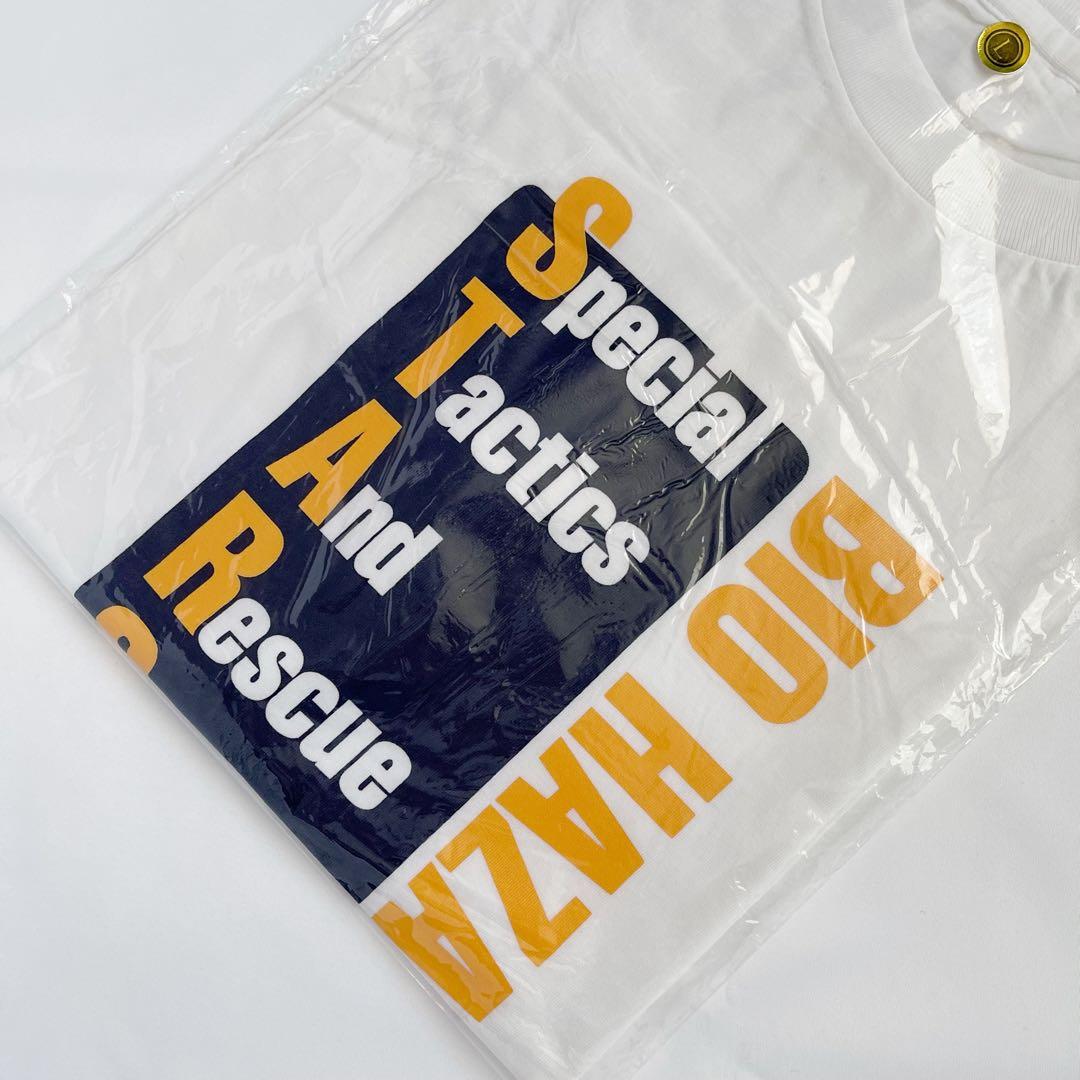 Special
Tactics
And
Rescue
S
BIO HAZA
L